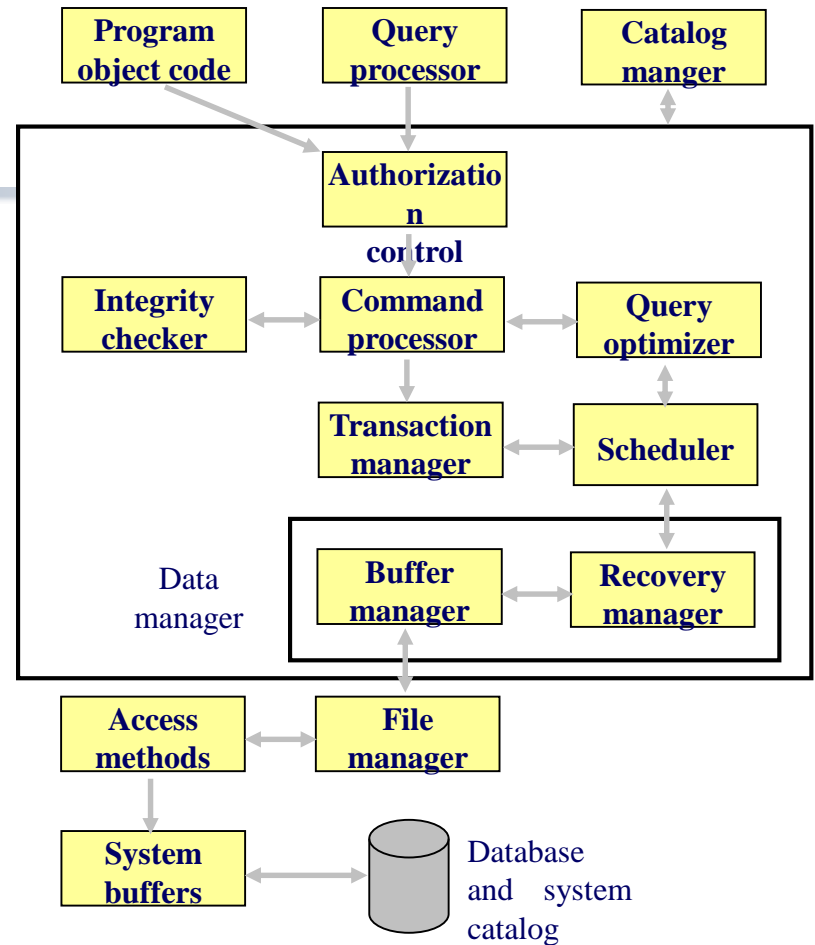 Program
object code
Query
processor
Catalog
manger
Authorizatio
n
control
Integrity
checker
Command
processor
Query
optimizer
Transaction
manager
Scheduler
Data
manager
Buffer
manager
Recovery
manager
Access
methods
File
manager
System
buffers
Database
and system
catalog